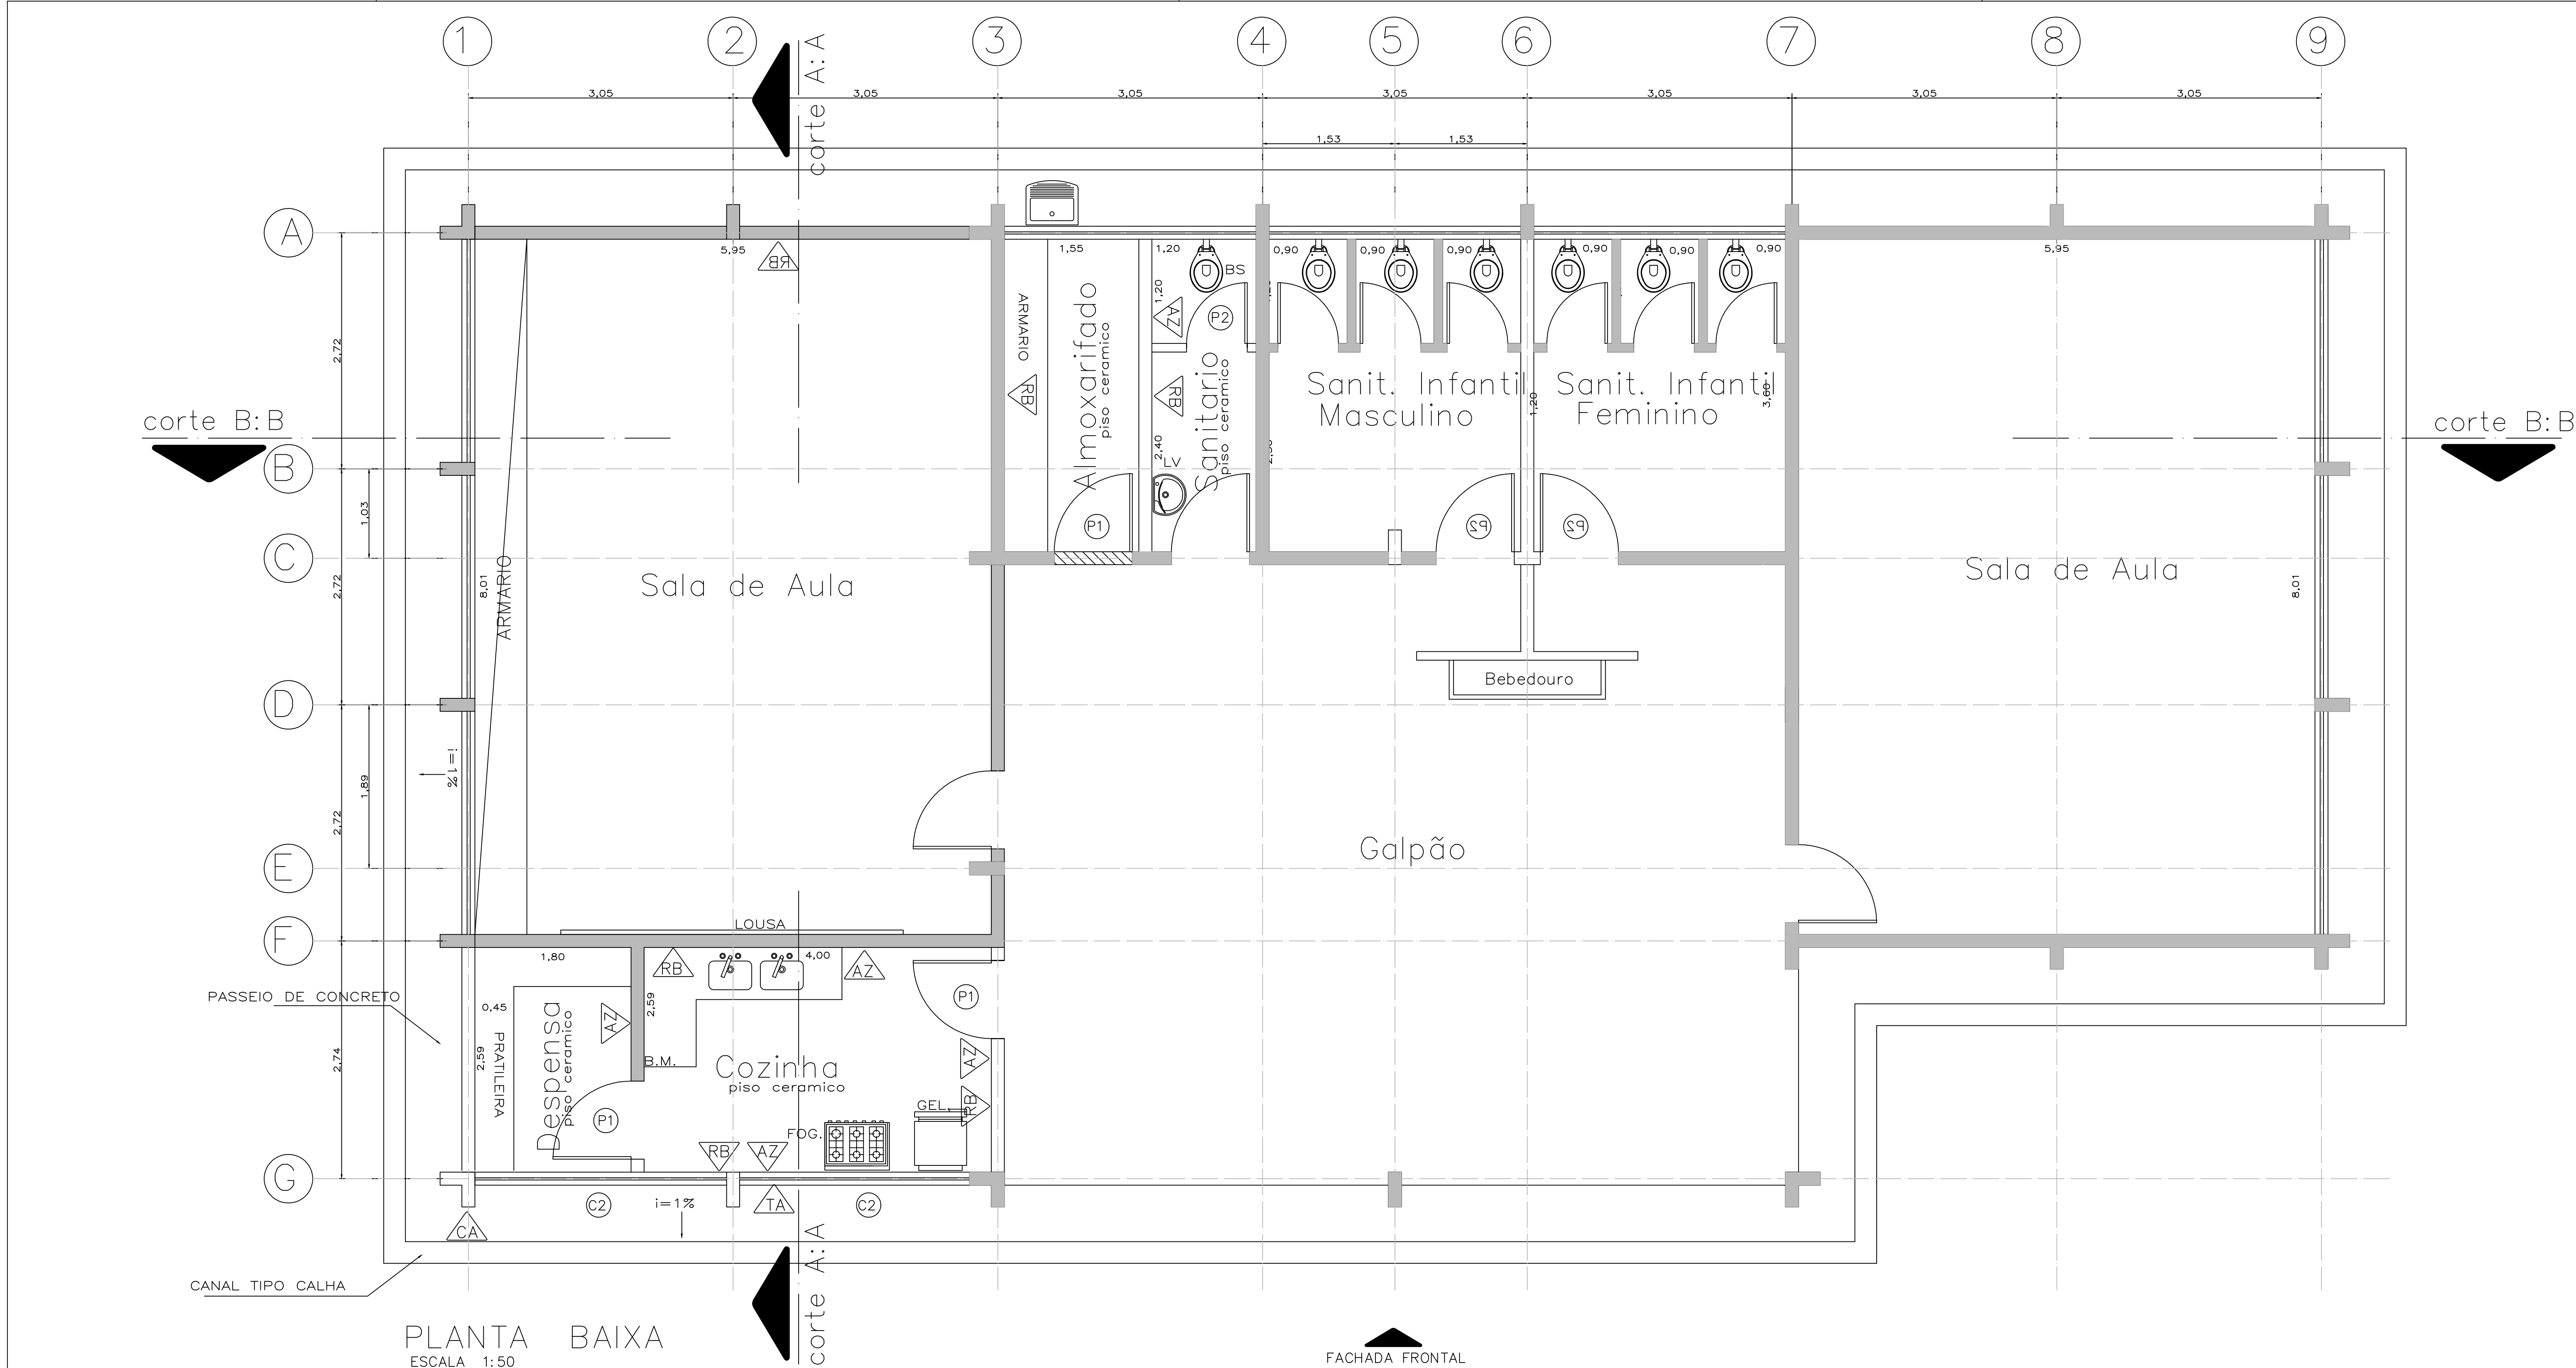 1 2 3 4 5 6 7 8 9
corte A:A
3,05 3,05 3,05 3,05 3,05 3,05 3,05
1,53 1,53
A
5,95
RB
1,55
1,20
BS
0,90 0,90 0,90 0,90 0,90 0,90
5,95
1,20
AZ
P2
ARMARIO
RB
Almoxarifado
piso ceramico
RB
Sanitario
piso ceramico
2,72
Sanit. Infantil
Masculino
1,20
Sanit. Infantil
Feminino
3,60
corte B:B
corte B:B
B
2,40
LV
1,03
P1
P2
P2
C
2,72
8,01
ARMARIO
Sala de Aula
Sala de Aula
8,01
Bebedouro
D
i=1%
1,89
2,72
Galpão
E
LOUSA
F
1,80
RB
4,00
AZ
PASSEIO DE CONCRETO
0,45
AZ
2,59
P1
2,74
2,59
PRATILEIRA
Despensa
piso ceramico
B.M.
Cozinha
piso ceramico
AZ
RB
GEL.
P1
FOG.
RB
AZ
G
C2
i=1%
TA
C2
CA
corte A:A
CANAL TIPO CALHA
PLANTA BAIXA
ESCALA 1:50
FACHADA FRONTAL